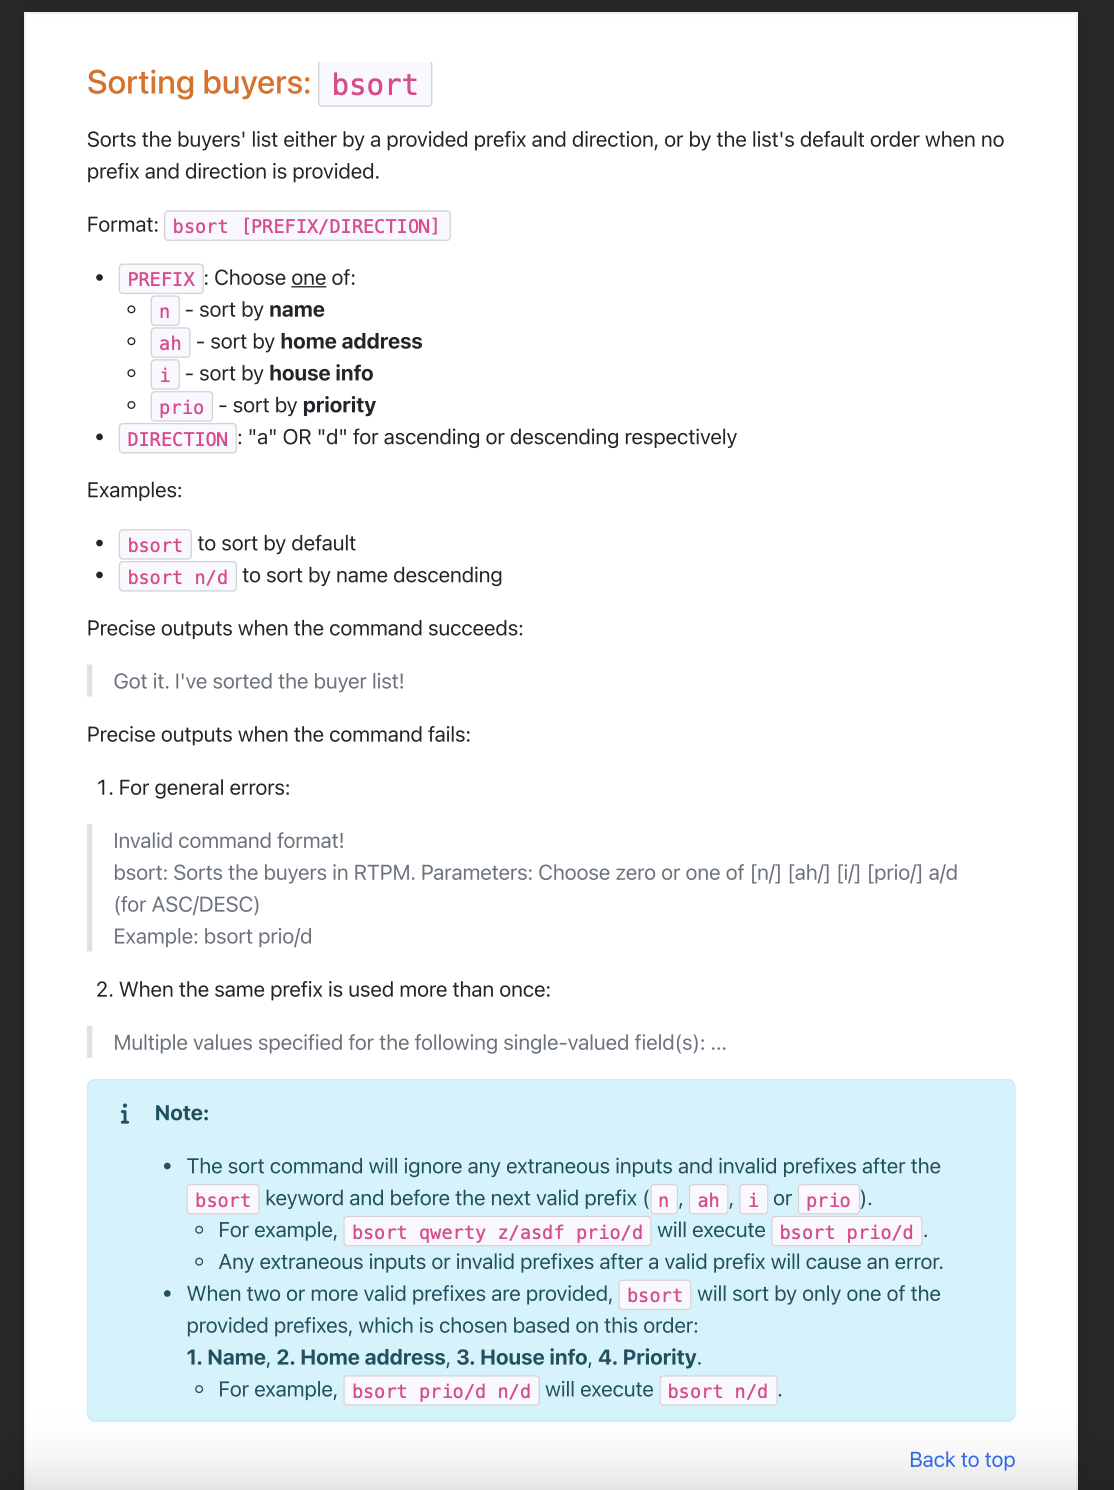 Sorting buyers: bsort
Sorts the buyers' list either by a provided prefix and direction, or by the list's default order when no
prefix and direction is provided.
Format: bsort [PREFIX/DIRECTION]
• PREFIX : Choose one of:
◦ n - sort by name
◦ ah - sort by home address
◦ i - sort by house info
◦ prio - sort by priority
• DIRECTION : "a" OR "d" for ascending or descending respectively
Examples:
• bsort to sort by default
• bsort n/d to sort by name descending
Precise outputs when the command succeeds:
Got it. I've sorted the buyer list!
Precise outputs when the command fails:
1. For general errors:
Invalid command format!
bsort: Sorts the buyers in RTPM. Parameters: Choose zero or one of [n/] [ah/] [i/] [prio/] a/d
(for ASC/DESC)
Example: bsort prio/d
2. When the same prefix is used more than once:
Multiple values specified for the following single-valued field(s): ...
i Note:
• The sort command will ignore any extraneous inputs and invalid prefixes after the
bsort keyword and before the next valid prefix ( n , ah , i or prio ).
◦ For example, bsort qwerty z/asdf prio/d will execute bsort prio/d .
◦ Any extraneous inputs or invalid prefixes after a valid prefix will cause an error.
• When two or more valid prefixes are provided, bsort will sort by only one of the
provided prefixes, which is chosen based on this order:
1. Name, 2. Home address, 3. House info, 4. Priority.
◦ For example, bsort prio/d n/d will execute bsort n/d .
Back to top